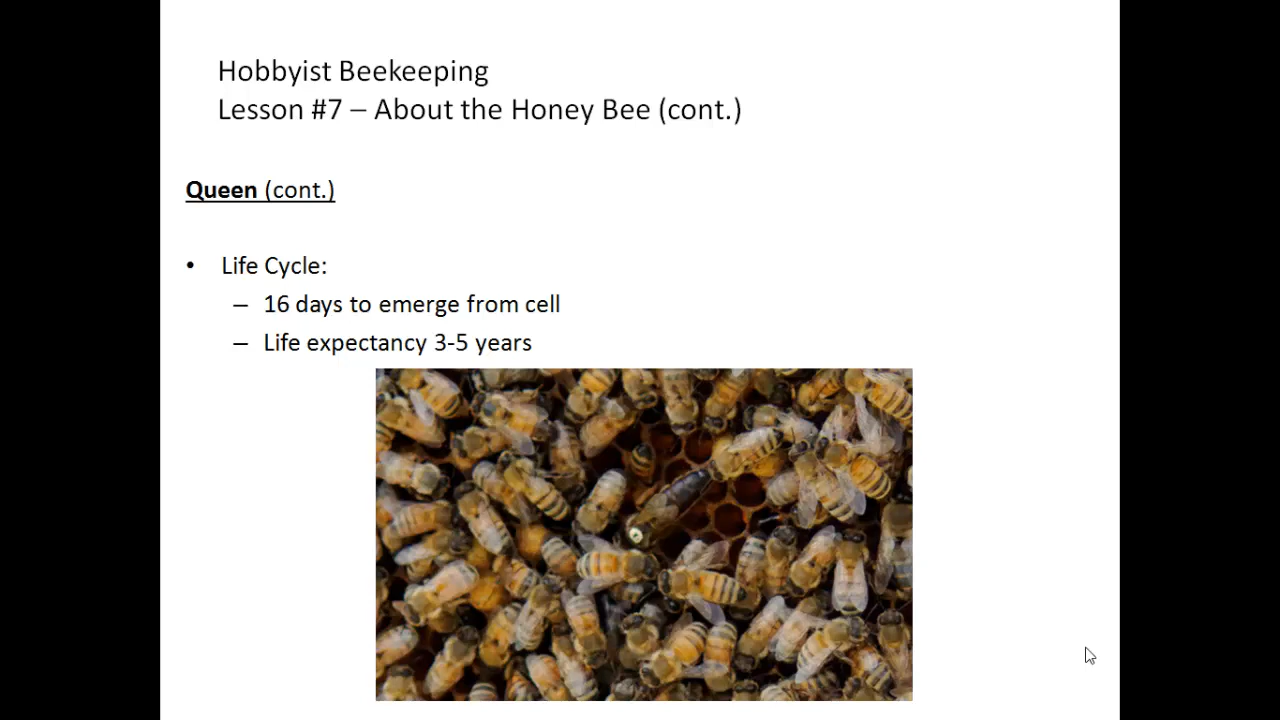 Hobbyist Beekeeping
Lesson #7 – About the Honey Bee (cont.)
Queen (cont.)
• Life Cycle:
– 16 days to emerge from cell
– Life expectancy 3-5 years